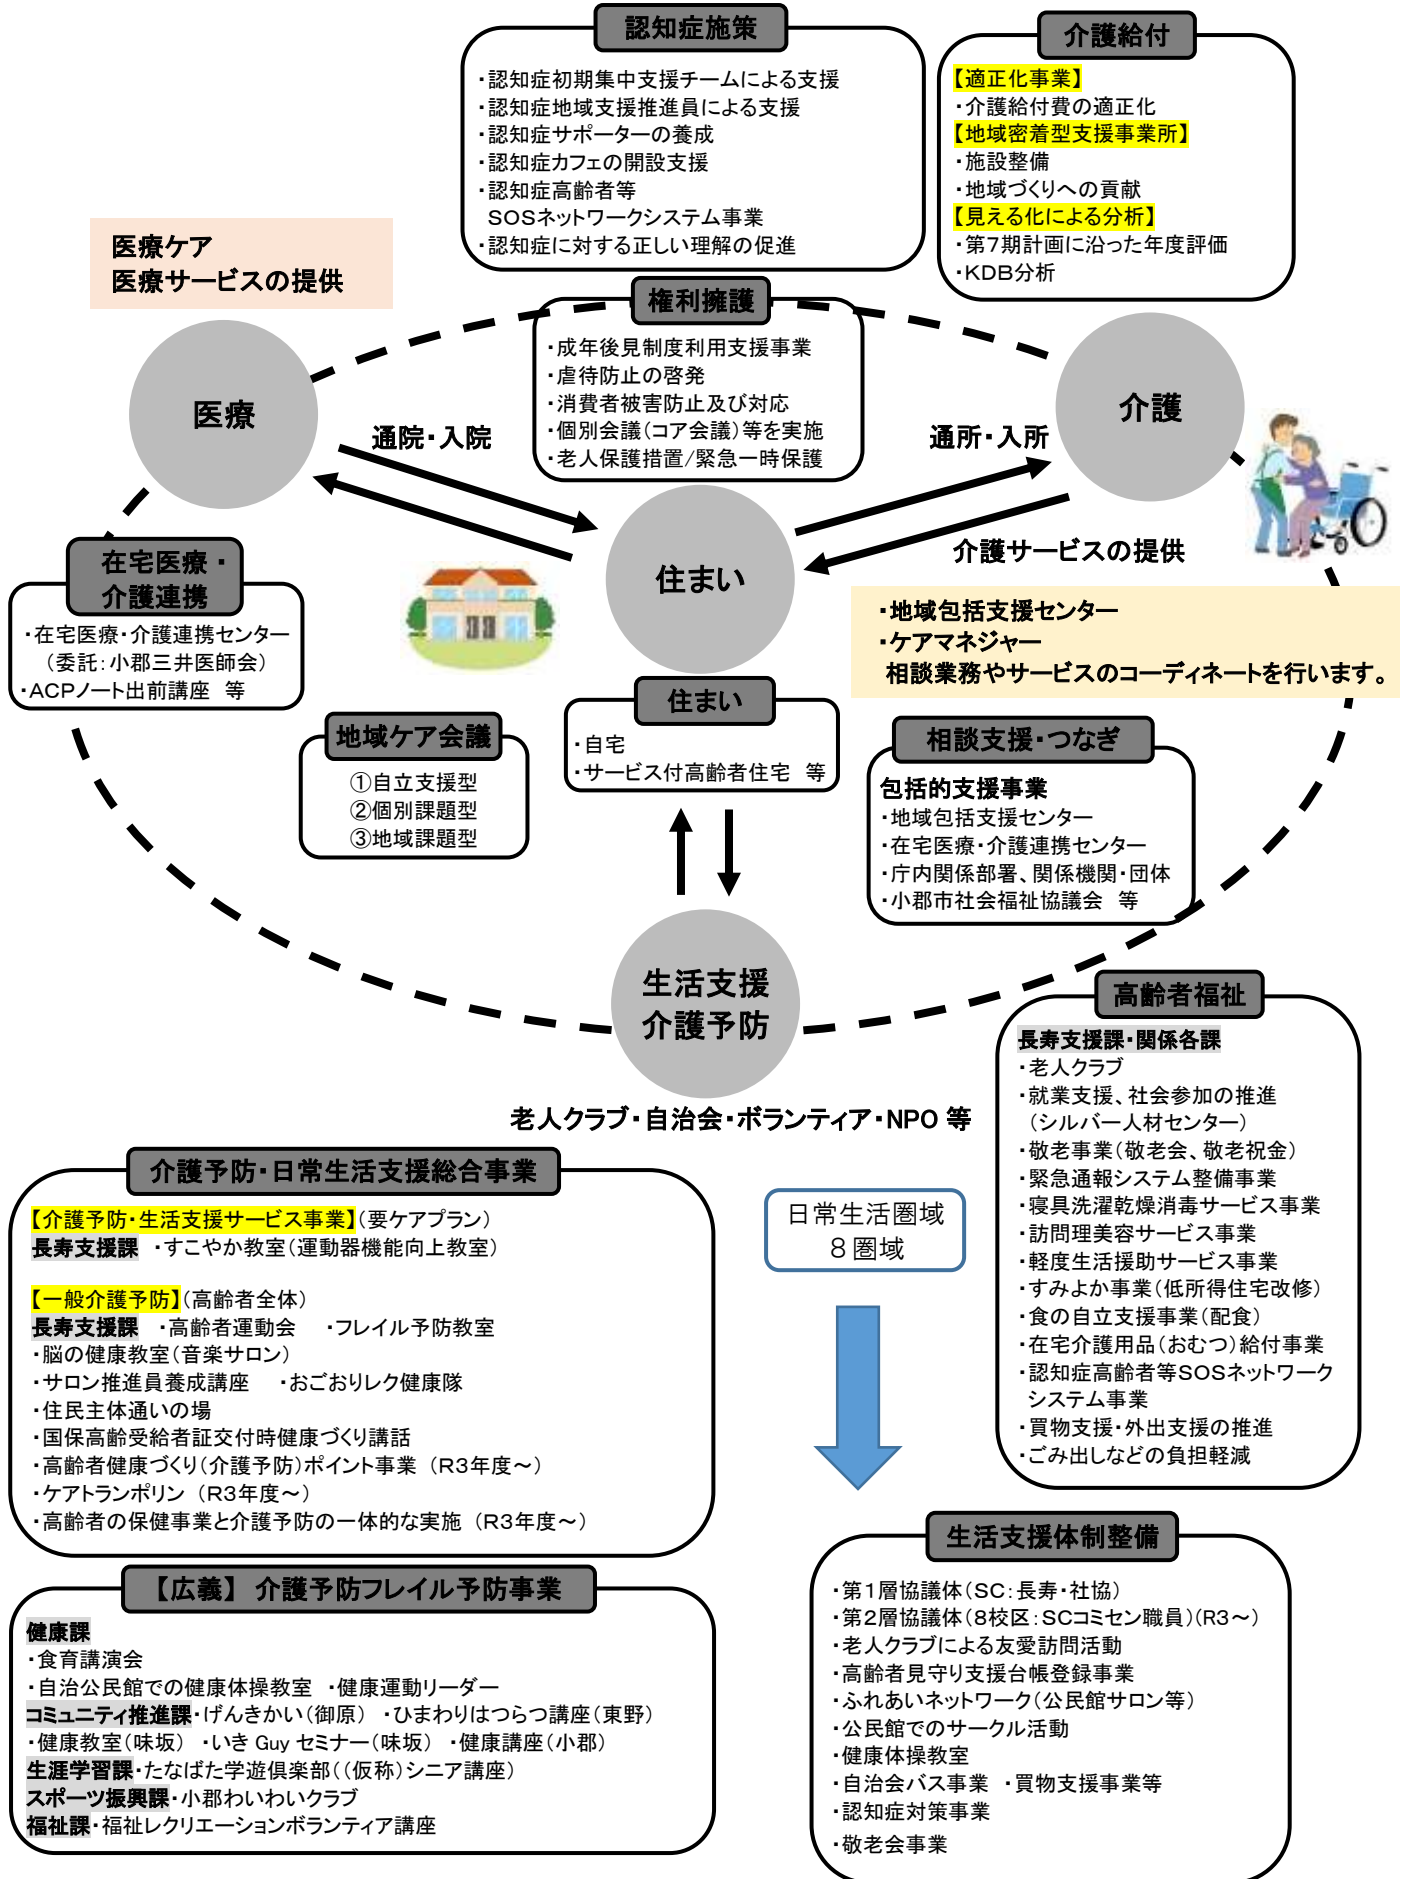 認知症施策
・認知症初期集中支援チームによる支援
・認知症地域支援推進員による支援
・認知症サポーターの養成
・認知症カフェの開設支援
・認知症高齢者等
SOSネットワークシステム事業
・認知症に対する正しい理解の促進
介護給付
【適正化事業】
・介護給付費の適正化
【地域密着型支援事業所】
・施設整備
・地域づくりへの貢献
【見える化による分析】
・第7期計画に沿った年度評価
・KDB分析
医療ケア
医療サービスの提供
権利擁護
・成年後見制度利用支援事業
・虐待防止の啓発
・消費者被害防止及び対応
・個別会議(コア会議)等を実施
・老人保護措置/緊急一時保護
医療
介護
通院・入院
通所・入所
住まい
介護サービスの提供
在宅医療・
介護連携
・在宅医療・介護連携センター
(委託:小郡三井医師会)
・ACPノート出前講座 等
・地域包括支援センター
・ケアマネジャー
相談業務やサービスのコーディネートを行います。
住まい
・自宅
・サービス付高齢者住宅 等
地域ケア会議
①自立支援型
②個別課題型
③地域課題型
相談支援・つなぎ
包括的支援事業
・地域包括支援センター
・在宅医療・介護連携センター
・庁内関係部署、関係機関・団体
・小郡市社会福祉協議会 等
生活支援
介護予防
老人クラブ・自治会・ボランティア・NPO 等
高齢者福祉
長寿支援課・関係各課
・老人クラブ
・就業支援、社会参加の推進
(シルバー人材センター)
・敬老事業(敬老会、敬老祝金)
・緊急通報システム整備事業
・寝具洗濯乾燥消毒サービス事業
・訪問理美容サービス事業
・軽度生活援助サービス事業
・すみよか事業(低所得住宅改修)
・食の自立支援事業(配食)
・在宅介護用品(おむつ)給付事業
・認知症高齢者等SOSネットワーク
システム事業
・買物支援・外出支援の推進
・ごみ出しなどの負担軽減
介護予防・日常生活支援総合事業
【介護予防・生活支援サービス事業】(要ケアプラン)
長寿支援課 ・すこやか教室(運動器機能向上教室)
【一般介護予防】(高齢者全体)
長寿支援課 ・高齢者運動会 ・フレイル予防教室
・脳の健康教室(音楽サロン)
・サロン推進員養成講座 ・おごおりレク健康隊
・住民主体通いの場
・国保高齢受給者証交付時健康づくり講話
・高齢者健康づくり(介護予防)ポイント事業 (R3年度～)
・ケアトランポリン (R3年度～)
・高齢者の保健事業と介護予防の一体的な実施 (R3年度～)
日常生活圏域
8圏域
【広義】 介護予防フレイル予防事業
健康課
・食育講演会
・自治公民館での健康体操教室 ・健康運動リーダー
コミュニティ推進課・げんきかい(御原) ・ひまわりはつらつ講座(東野)
・健康教室(味坂) ・いき Guy セミナー(味坂) ・健康講座(小郡)
生涯学習課・たなばた学遊倶楽部((仮称)シニア講座)
スポーツ振興課・小郡わいわいクラブ
福祉課・福祉レクリエーションボランティア講座
生活支援体制整備
・第1層協議体(SC:長寿・社協)
・第2層協議体(8校区:SCコミセン職員)(R3～)
・老人クラブによる友愛訪問活動
・高齢者見守り支援台帳登録事業
・ふれあいネットワーク(公民館サロン等)
・公民館でのサークル活動
・健康体操教室
・自治会バス事業 ・買物支援事業等
・認知症対策事業
・敬老会事業